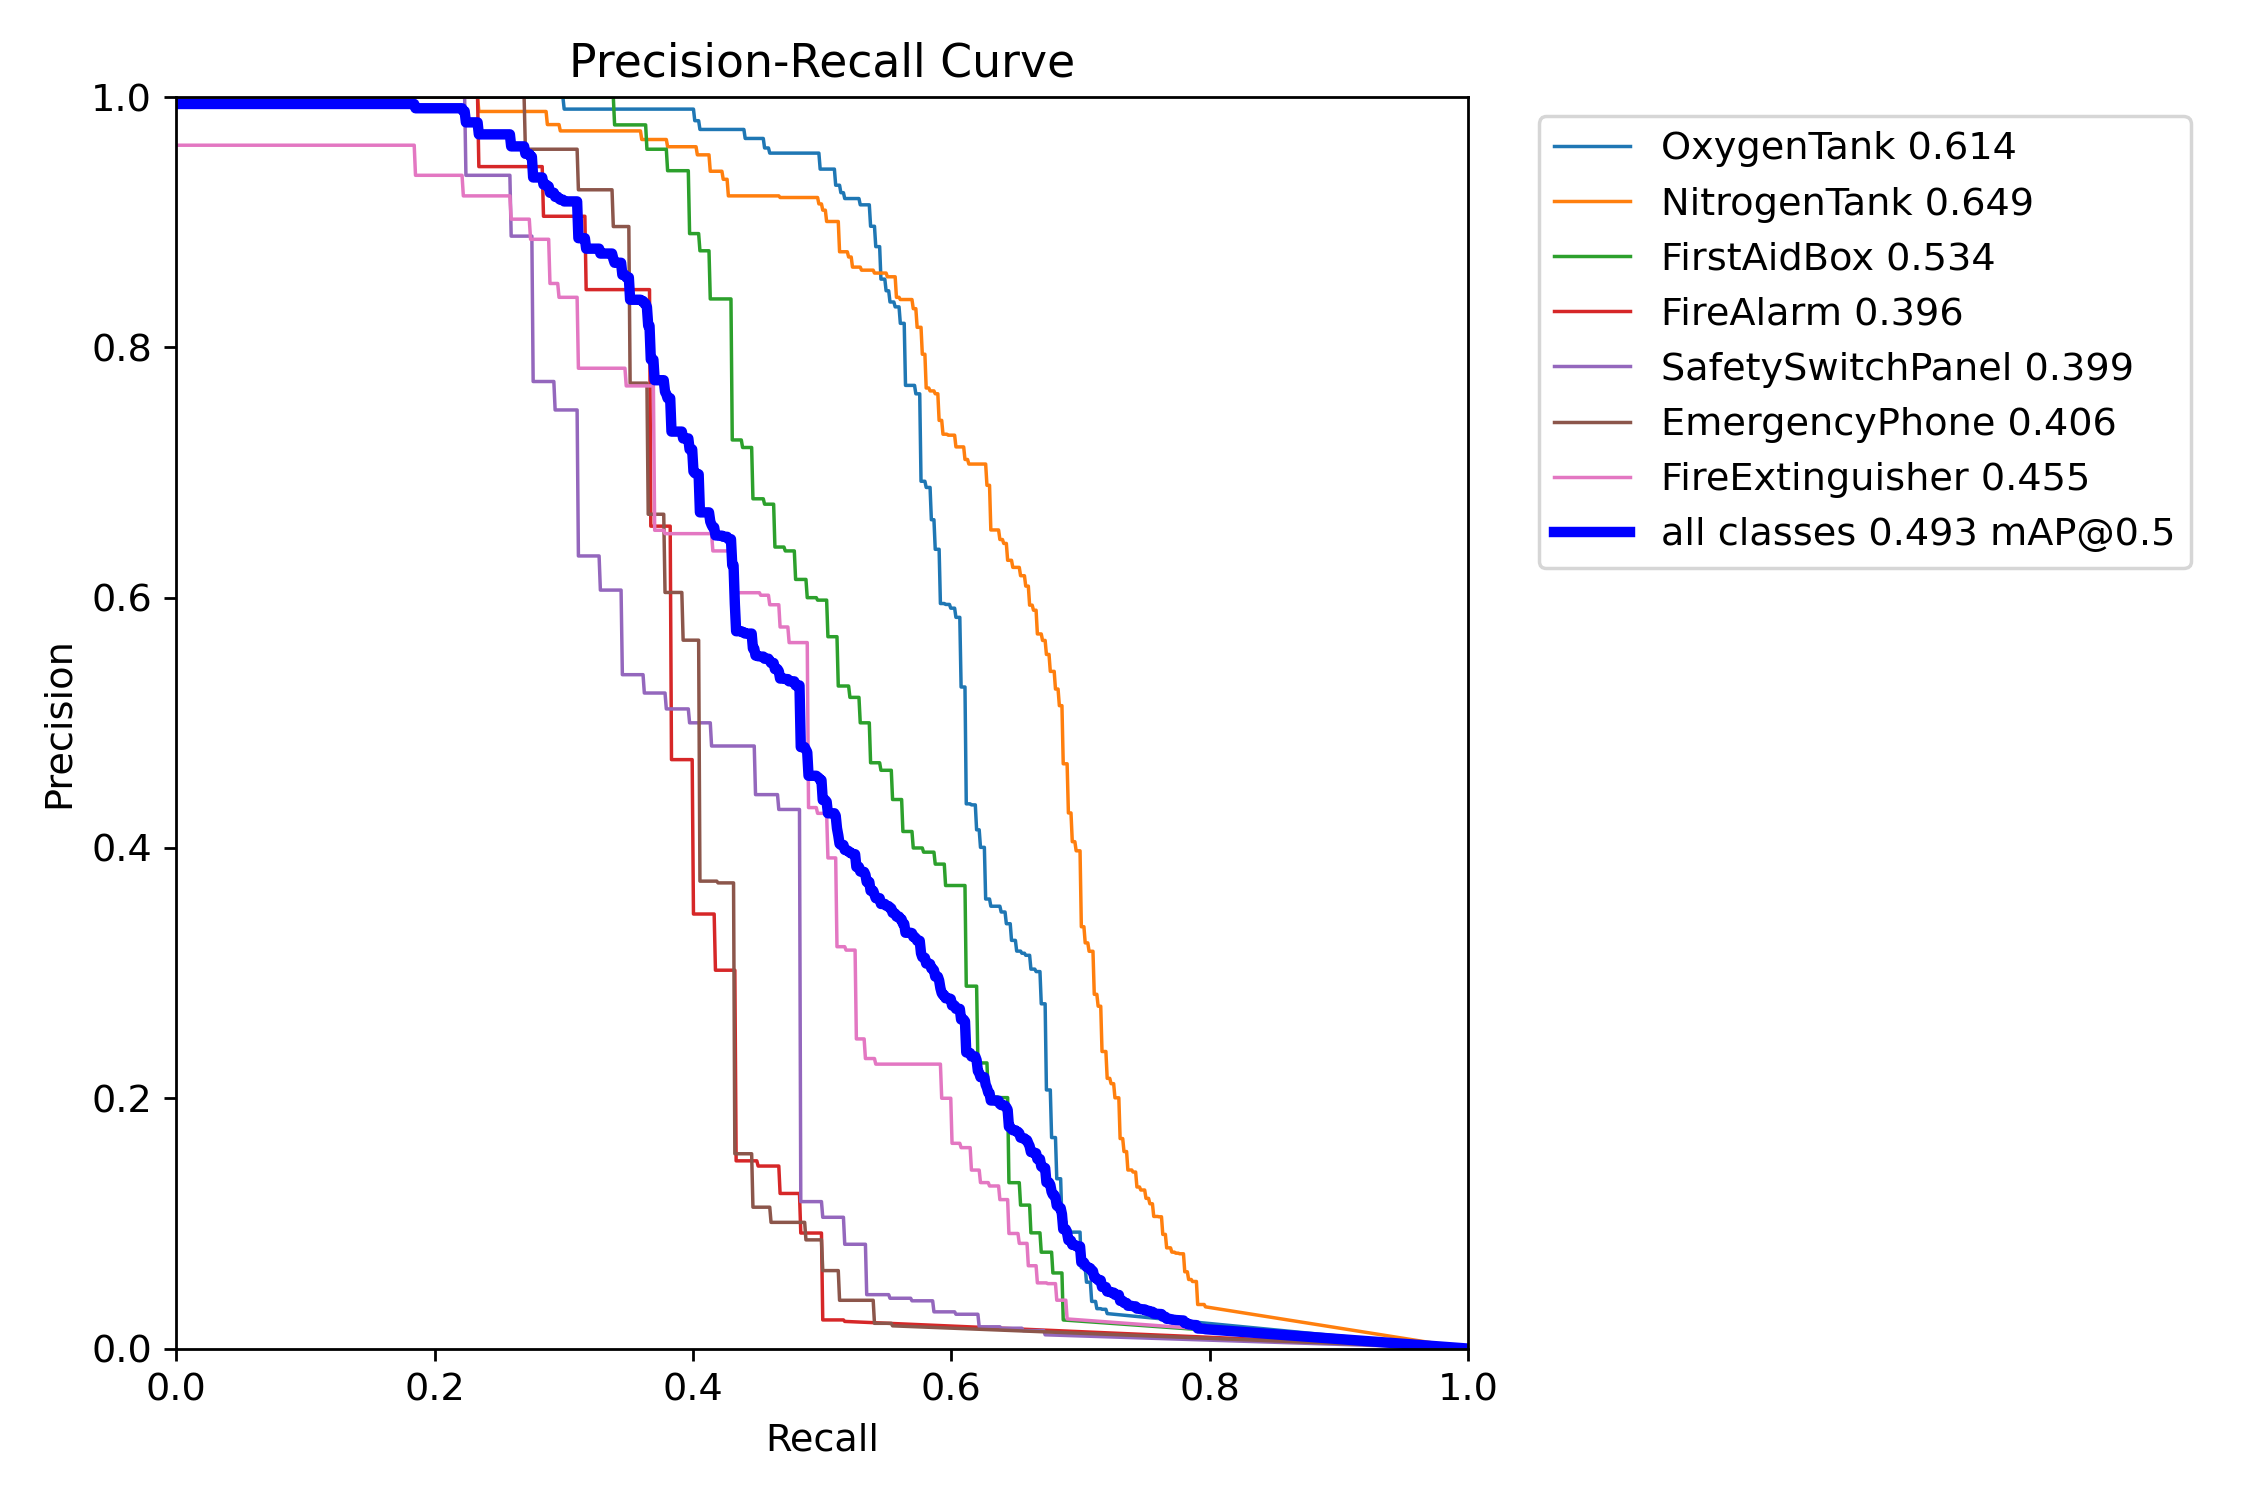 Precision-Recall Curve
1.0
0.8
0.6
0.4
0.2
0.0
Precision
0.0 0.2 0.4 0.6 0.8 1.0
Recall
OxygenTank 0.614
NitrogenTank 0.649
FirstAidBox 0.534
FireAlarm 0.396
SafetySwitchPanel 0.399
EmergencyPhone 0.406
FireExtinguisher 0.455
all classes 0.493 mAP@0.5